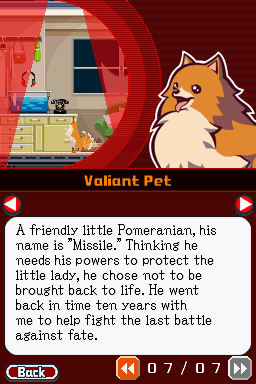 Valiant Pet
A friendly little Pomeranian, his
name is "Missile." Thinking he
needs his powers to protect the
little lady, he chose not to be
brought back to life. He went
back in time ten years with
me to help fight the last battle
against fate.
Back
07/07